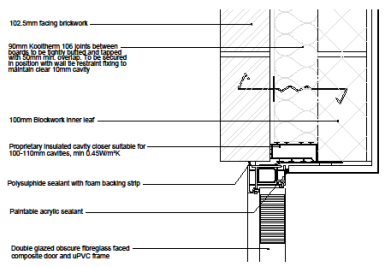 102.5mm facing brickwork
90mm Kooltherm 106 joints between
boards to be tightly butted and tapped
with 50mm min. overlap. To be secured
in position with wall tie restraint fixing to
maintain clear 10mm cavity
100mm Blockwork inner leaf
Proprietary insulated cavity closer suitable for
100-110mm cavities, min 0.45W/m²K
Polysulphide sealant with foam backing strip
Paintable acrylic sealant
Double glazed obscure fibreglass faced
composite door and uPVC frame